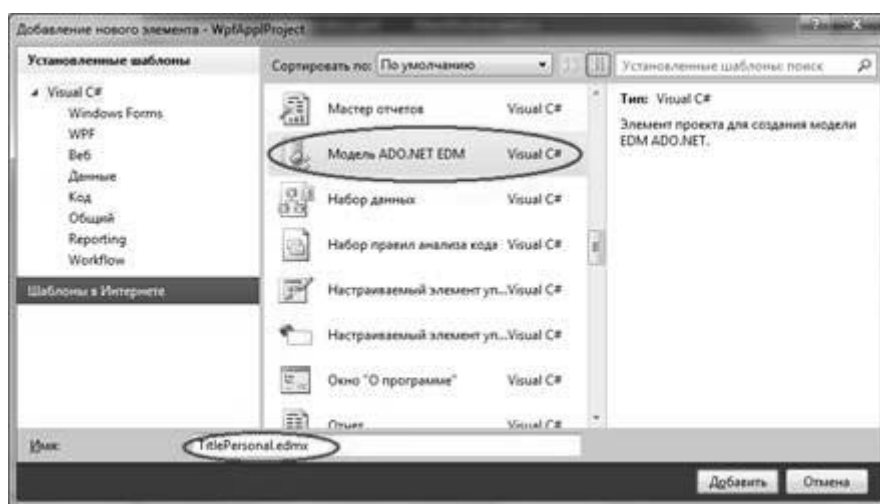 Добавление нового элемента - WpfApplProject
Установленные шаблоны
Visual C#
Windows Forms
WPF
Веб
Данные
Код
Общий
Reporting
Workflow
Шаблоны в Интернете
Сортировать по: По умолчанию
Мастер отчетов Visual C#
Модель ADO.NET EDM Visual C#
Набор данных Visual C#
Набор правил анализа кода Visual C#
Настраиваемый элемент уп... Visual C#
Настраиваемый элемент уп... Visual C#
Окно "О программе" Visual C#
Отчет Visual C#
Установленные шаблоны: поиск
Тип: Visual C#
Элемент проекта для создания модели
EDM ADO.NET.
Имя: TitlePersonal.edmx
Добавить Отмена